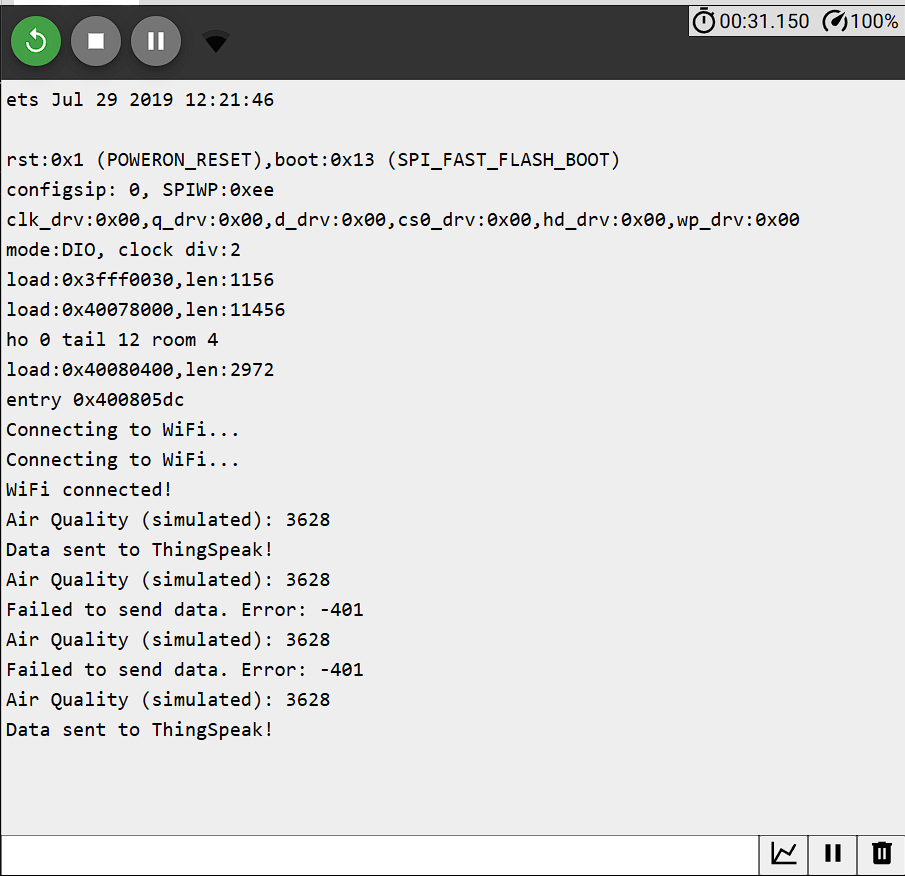 00:31.150 100%
ets Jul 29 2019 12:21:46
rst:0x1 (POWERON_RESET),boot:0x13 (SPI_FAST_FLASH_BOOT)
configsip: 0, SPIWP:0xee
clk_drv:0x00,q_drv:0x00,d_drv:0x00,cs0_drv:0x00,hd_drv:0x00,wp_drv:0x00
mode:DIO, clock div:2
load:0x3fff0030,len:1156
load:0x40078000,len:11456
ho 0 tail 12 room 4
load:0x40080400,len:2972
entry 0x400805dc
Connecting to WiFi...
Connecting to WiFi...
WiFi connected!
Air Quality (simulated): 3628
Data sent to ThingSpeak!
Air Quality (simulated): 3628
Failed to send data. Error: -401
Air Quality (simulated): 3628
Failed to send data. Error: -401
Air Quality (simulated): 3628
Data sent to ThingSpeak!